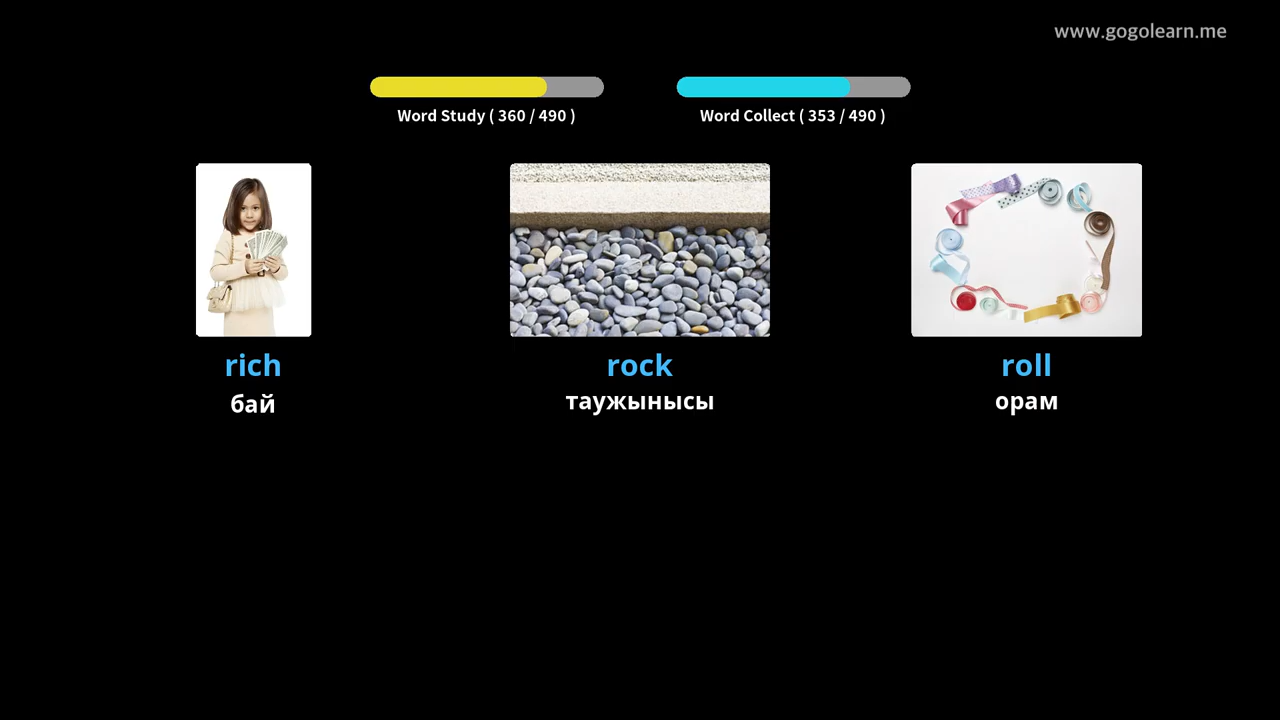 www.gogolearn.me
Word Study ( 360 / 490 )
Word Collect ( 353 / 490 )
rich
rock
roll
бай
таужынысы
орам